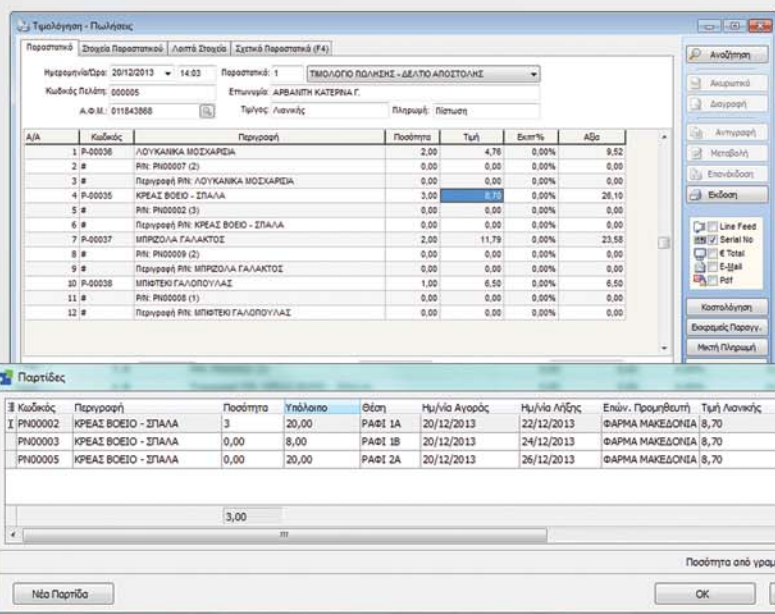 Τιμολόγηση - Πωλήσεις
Παραστατικό Στοιχεία Παραστατικού Λοιπά Στοιχεία Σχετικά Παραστατικά (F4)
Ημερομηνία/Ώρα: 20/12/2013 14:03 Παραστατικό: 1 ΤΙΜΟΛΟΓΙΟ ΠΩΛΗΣΗΣ - ΔΕΛΤΙΟ ΑΠΟΣΤΟΛΗΣ
Κωδικός Πελάτη: 000005 Επωνυμία: ΑΡΒΑΝΙΤΗ ΚΑΤΕΡΙΝΑ Γ.
Α.Φ.Μ.: 011843868 Τιμ/γος: Λιανικής Πληρωμή: Πίστωση
Α/Α Κωδικός Περιγραφή Ποσότητα Τιμή Εκπτ% Αξία
1 P-00036 ΛΟΥΚΑΝΙΚΑ ΜΟΣΧΑΡΙΣΙΑ 2,00 4,76 0,00% 9,52
2 # P/N: PN00007 (2) 0,00 0,00 0,00% 0,00
3 # Περιγραφή P/N: ΛΟΥΚΑΝΙΚΑ ΜΟΣΧΑΡΙΣΙΑ 0,00 0,00 0,00% 0,00
4 P-00035 ΚΡΕΑΣ ΒΟΕΙΟ - ΣΠΑΛΑ 3,00 8,70 0,00% 26,10
5 # P/N: PN00002 (3) 0,00 0,00 0,00% 0,00
6 # Περιγραφή P/N: ΚΡΕΑΣ ΒΟΕΙΟ - ΣΠΑΛΑ 0,00 0,00 0,00% 0,00
7 P-00037 ΜΠΡΙΖΟΛΑ ΓΑΛΑΚΤΟΣ 2,00 11,79 0,00% 23,58
8 # P/N: PN00009 (2) 0,00 0,00 0,00% 0,00
9 # Περιγραφή P/N: ΜΠΡΙΖΟΛΑ ΓΑΛΑΚΤΟΣ 0,00 0,00 0,00% 0,00
10 P-00038 ΜΠΙΦΤΕΚΙ ΓΑΛΟΠΟΥΛΑΣ 1,00 6,50 0,00% 6,50
11 # P/N: PN00008 (1) 0,00 0,00 0,00% 0,00
12 # Περιγραφή P/N: ΜΠΙΦΤΕΚΙ ΓΑΛΟΠΟΥΛΑΣ 0,00 0,00 0,00% 0,00
Αναζήτηση
Ακυρωτικό
Διαγραφή
Αντιγραφή
Μεταβολή
Επανέκδοση
Έκδοση
Line Feed
Serial No
€ Total
E-Mail
Pdf
Κοστολόγηση
Εκκρεμείς Παραγγ.
Μικτή Πληρωμή
Παρτίδες
Κωδικός Περιγραφή Ποσότητα Υπόλοιπο Θέση Ημ/νία Αγοράς Ημ/νία Λήξης Επών. Προμηθευτή Τιμή Λιανικής
PN00002 ΚΡΕΑΣ ΒΟΕΙΟ - ΣΠΑΛΑ 3 20,00 ΡΑΦΙ 1Α 20/12/2013 22/12/2013 ΦΑΡΜΑ ΜΑΚΕΔΟΝΙΑ 8,70
PN00003 ΚΡΕΑΣ ΒΟΕΙΟ - ΣΠΑΛΑ 0,00 8,00 ΡΑΦΙ 1Β 20/12/2013 24/12/2013 ΦΑΡΜΑ ΜΑΚΕΔΟΝΙΑ 8,70
PN00005 ΚΡΕΑΣ ΒΟΕΙΟ - ΣΠΑΛΑ 0,00 20,00 ΡΑΦΙ 2Α 20/12/2013 26/12/2013 ΦΑΡΜΑ ΜΑΚΕΔΟΝΙΑ 8,70
3,00
Ποσότητα από γραμ
Νέα Παρτίδα OK